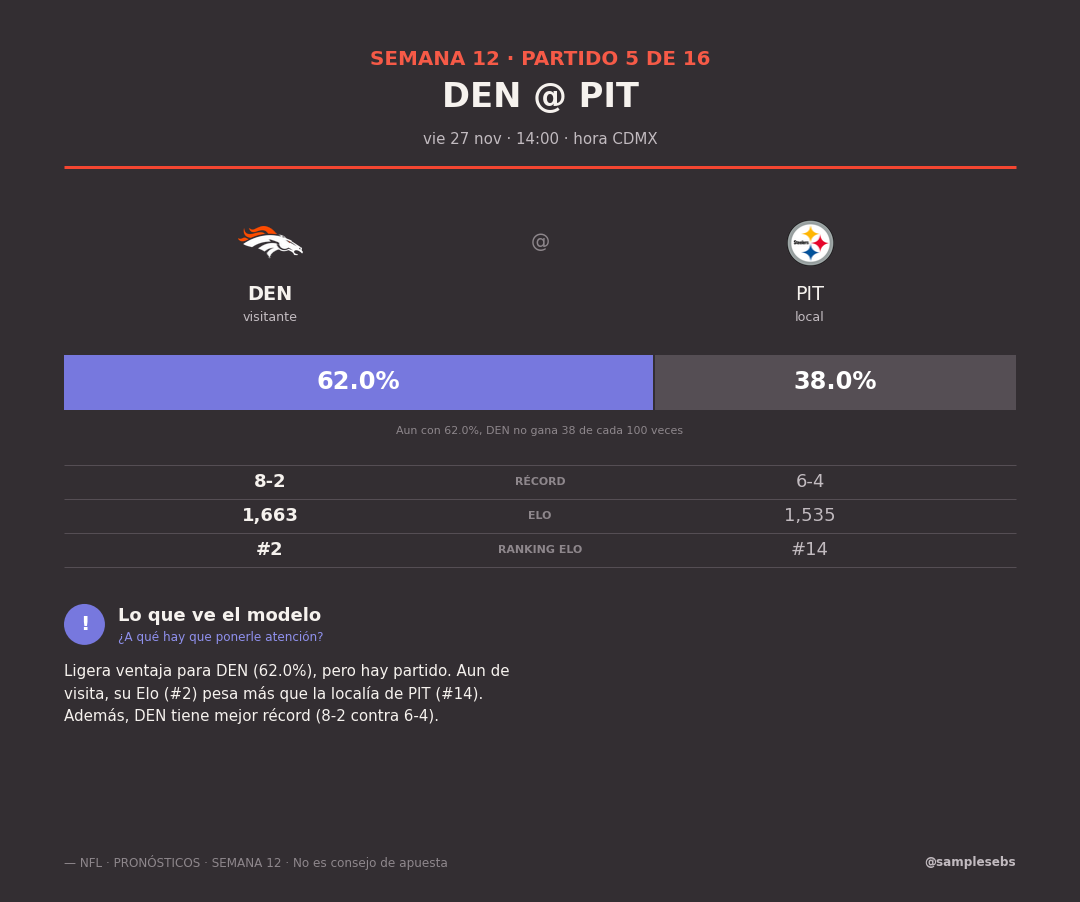 SEMANA 12 · PARTIDO 5 DE 16
DEN @ PIT
vie 27 nov · 14:00 · hora CDMX
@
Steelers
DEN
PIT
visitante
local
62.0%
38.0%
Aun con 62.0%, DEN no gana 38 de cada 100 veces
8-2 RÉCORD 6-4
1,663 ELO 1,535
#2 RANKING ELO #14
! Lo que ve el modelo
¿A qué hay que ponerle atención?
Ligera ventaja para DEN (62.0%), pero hay partido. Aun de
visita, su Elo (#2) pesa más que la localía de PIT (#14).
Además, DEN tiene mejor récord (8-2 contra 6-4).
— NFL · PRONÓSTICOS · SEMANA 12 · No es consejo de apuesta
@samplesebs